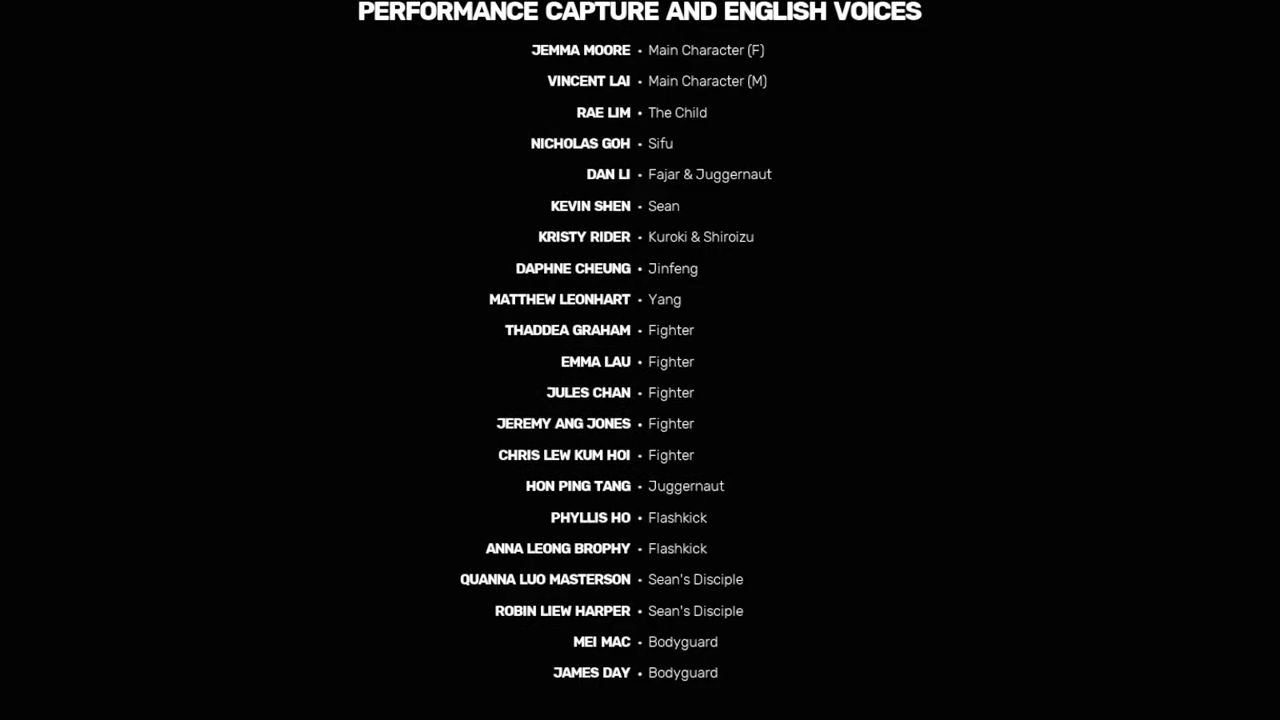 PERFORMANCE CAPTURE AND ENGLISH VOICES
JEMMA MOORE • Main Character (F)
VINCENT LAI • Main Character (M)
RAE LIM • The Child
NICHOLAS GOH • Sifu
DAN LI • Fajar & Juggernaut
KEVIN SHEN • Sean
KRISTY RIDER • Kuroki & Shiroizu
DAPHNE CHEUNG • Jinfeng
MATTHEW LEONHART • Yang
THADDEA GRAHAM • Fighter
EMMA LAU • Fighter
JULES CHAN • Fighter
JEREMY ANG JONES • Fighter
CHRIS LEW KUM HOI • Fighter
HON PING TANG • Juggernaut
PHYLLIS HO • Flashkick
ANNA LEONG BROPHY • Flashkick
QUANNA LUO MASTERSON • Sean's Disciple
ROBIN LIEW HARPER • Sean's Disciple
MEI MAC • Bodyguard
JAMES DAY • Bodyguard